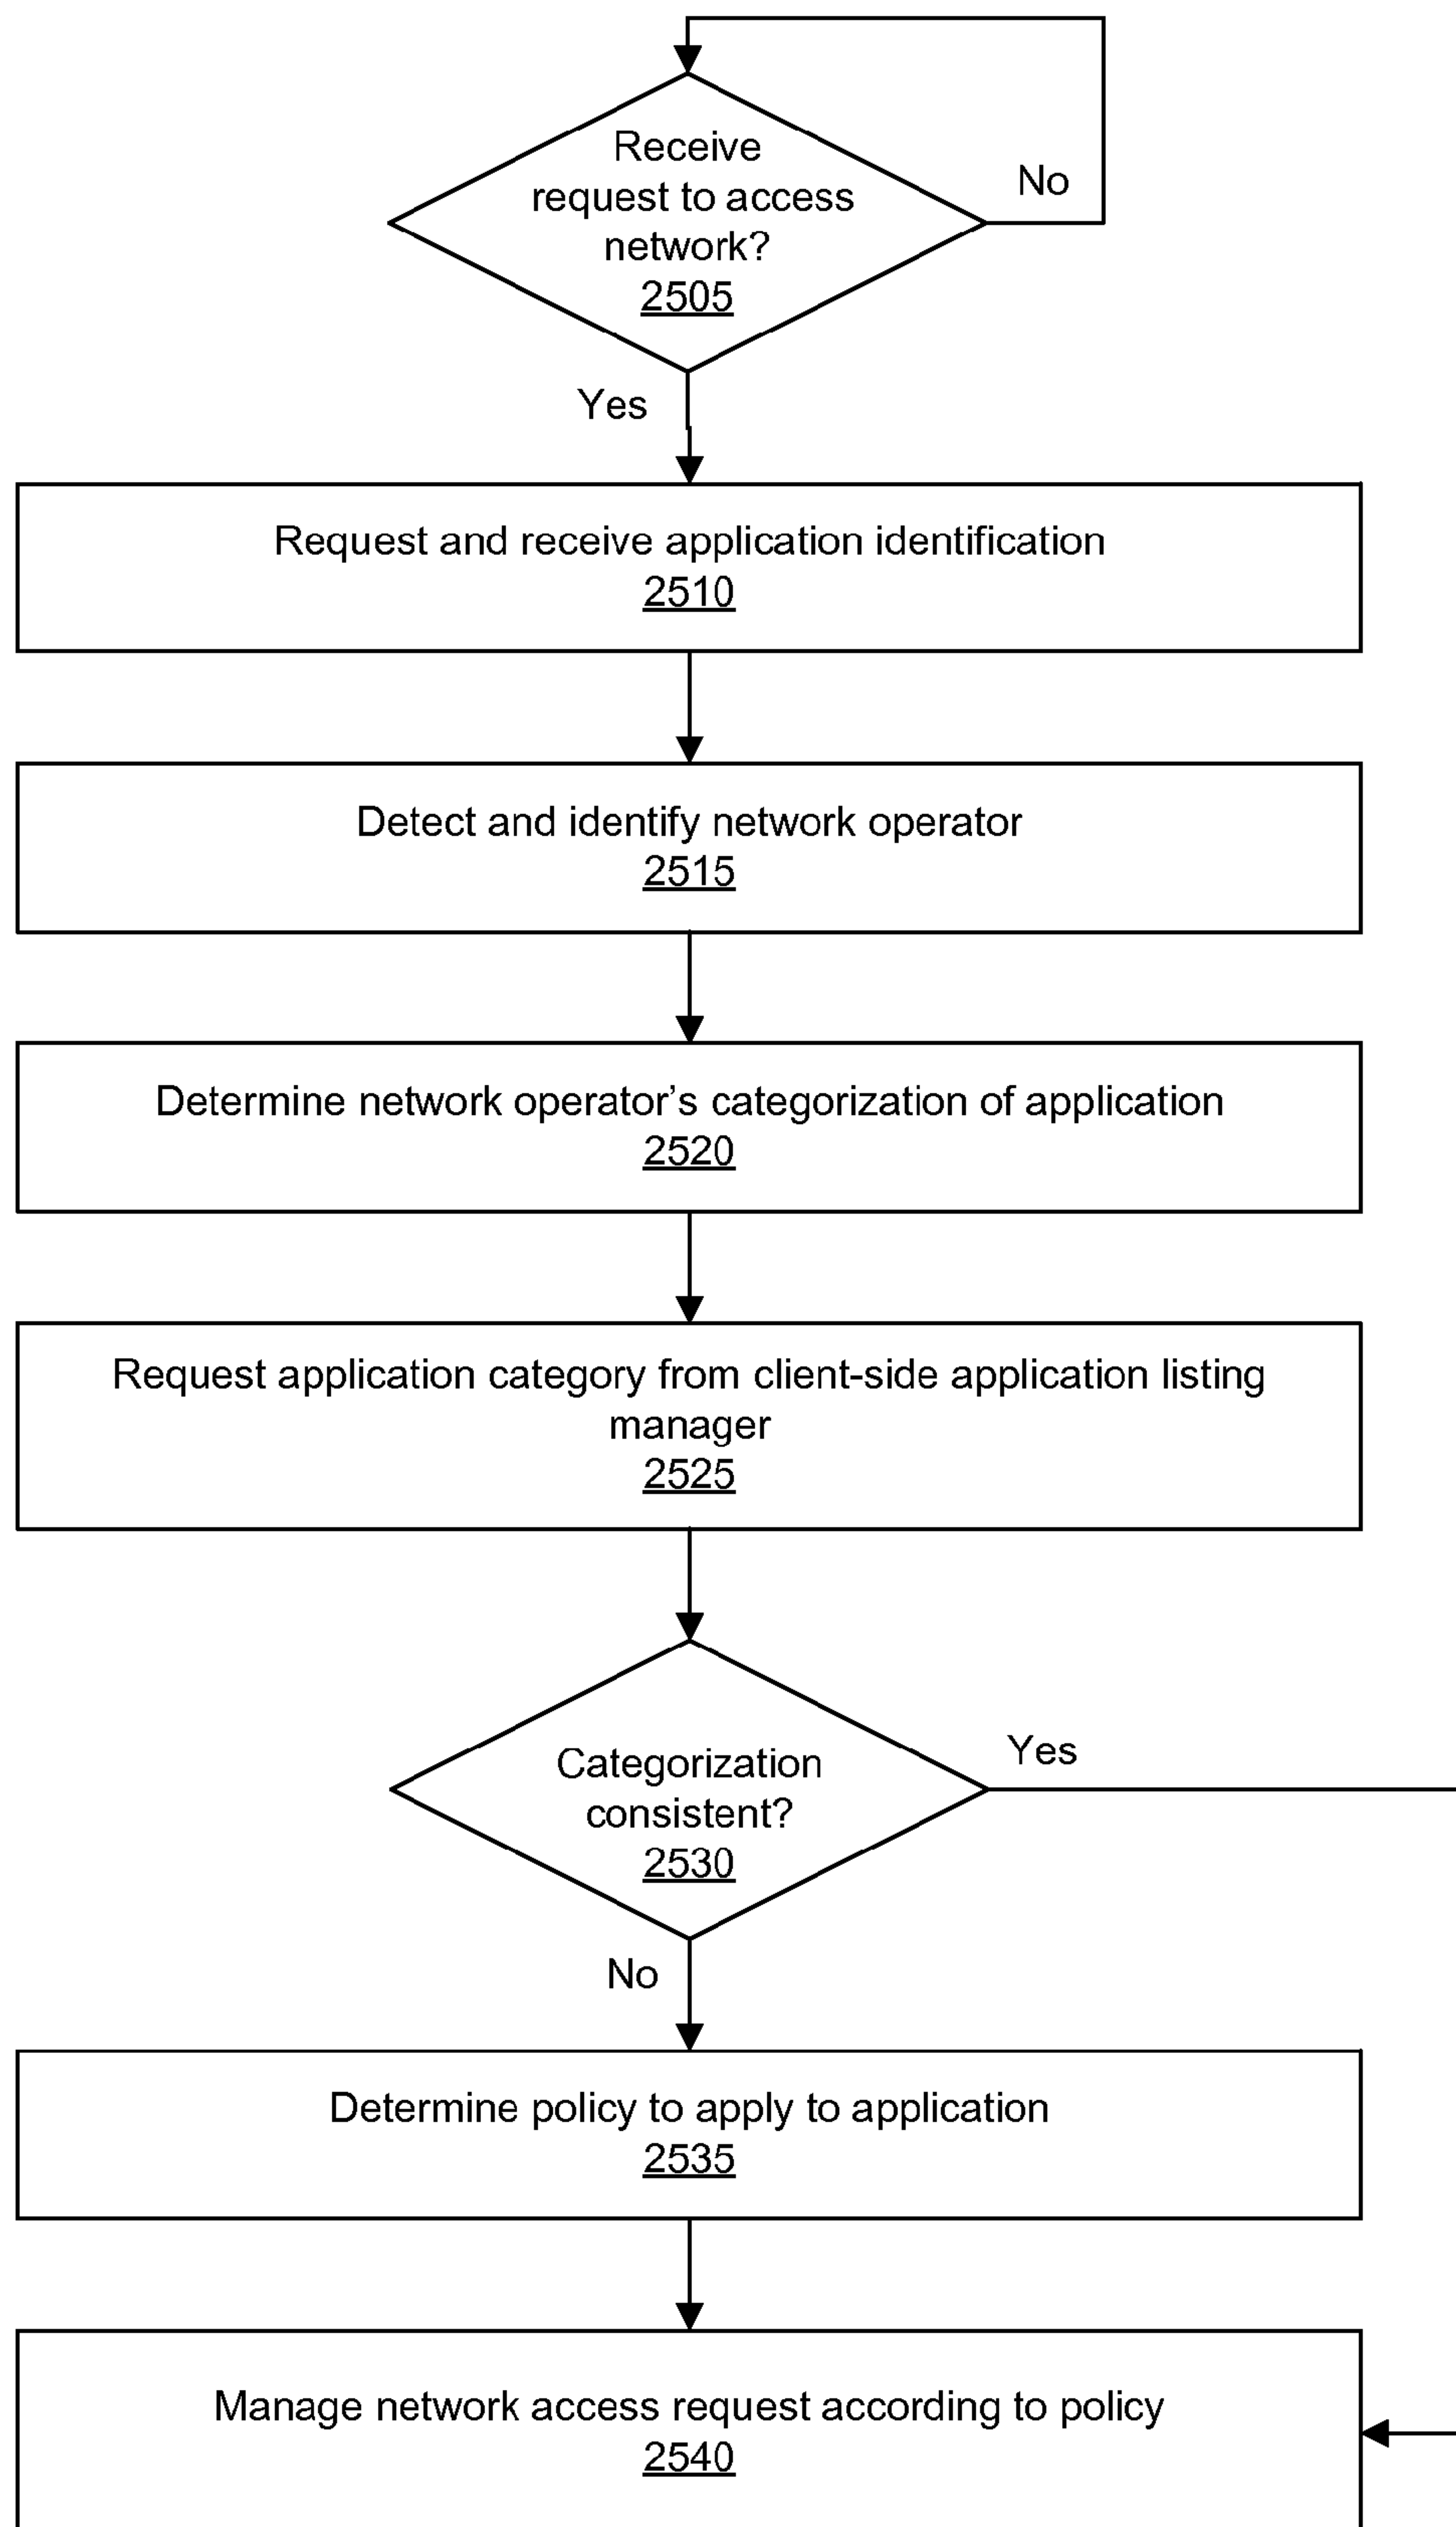 Receive
request to access
network?
2505
No
Yes
Request and receive application identification
2510
Detect and identify network operator
2515
Determine network operator’s categorization of application
2520
Request application category from client-side application listing
manager
2525
Categorization
consistent?
2530
Yes
No
Determine policy to apply to application
2535
Manage network access request according to policy
2540